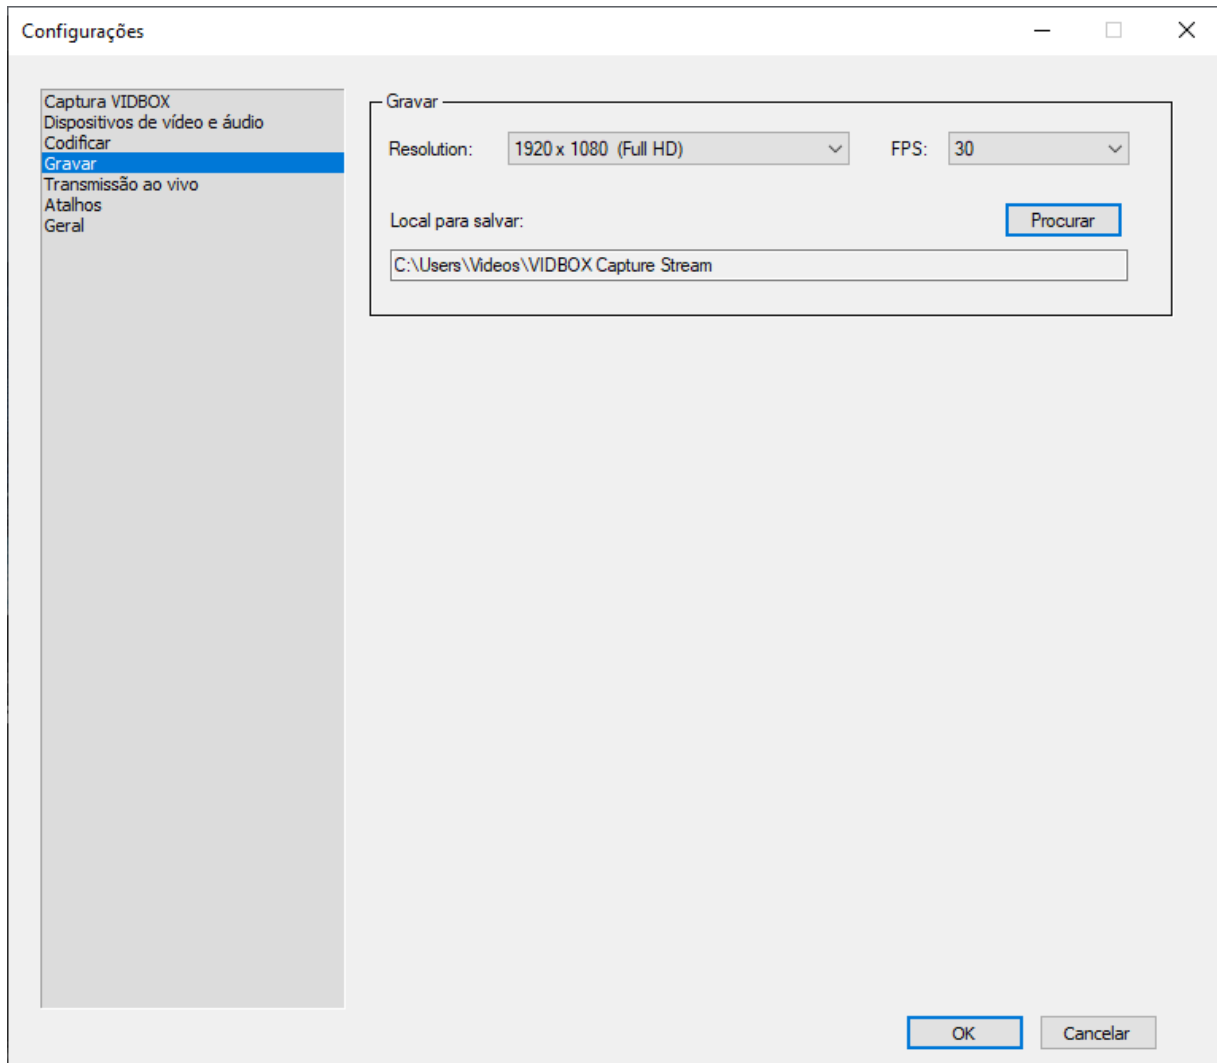 Configurações
Captura VIDBOX
Dispositivos de vídeo e áudio
Codificar
Gravar
Transmissão ao vivo
Atalhos
Geral
Gravar
Resolution: 1920 x 1080 (Full HD) FPS: 30
Local para salvar: Procurar
C:\Users\Videos\VIDBOX Capture Stream
OK Cancelar